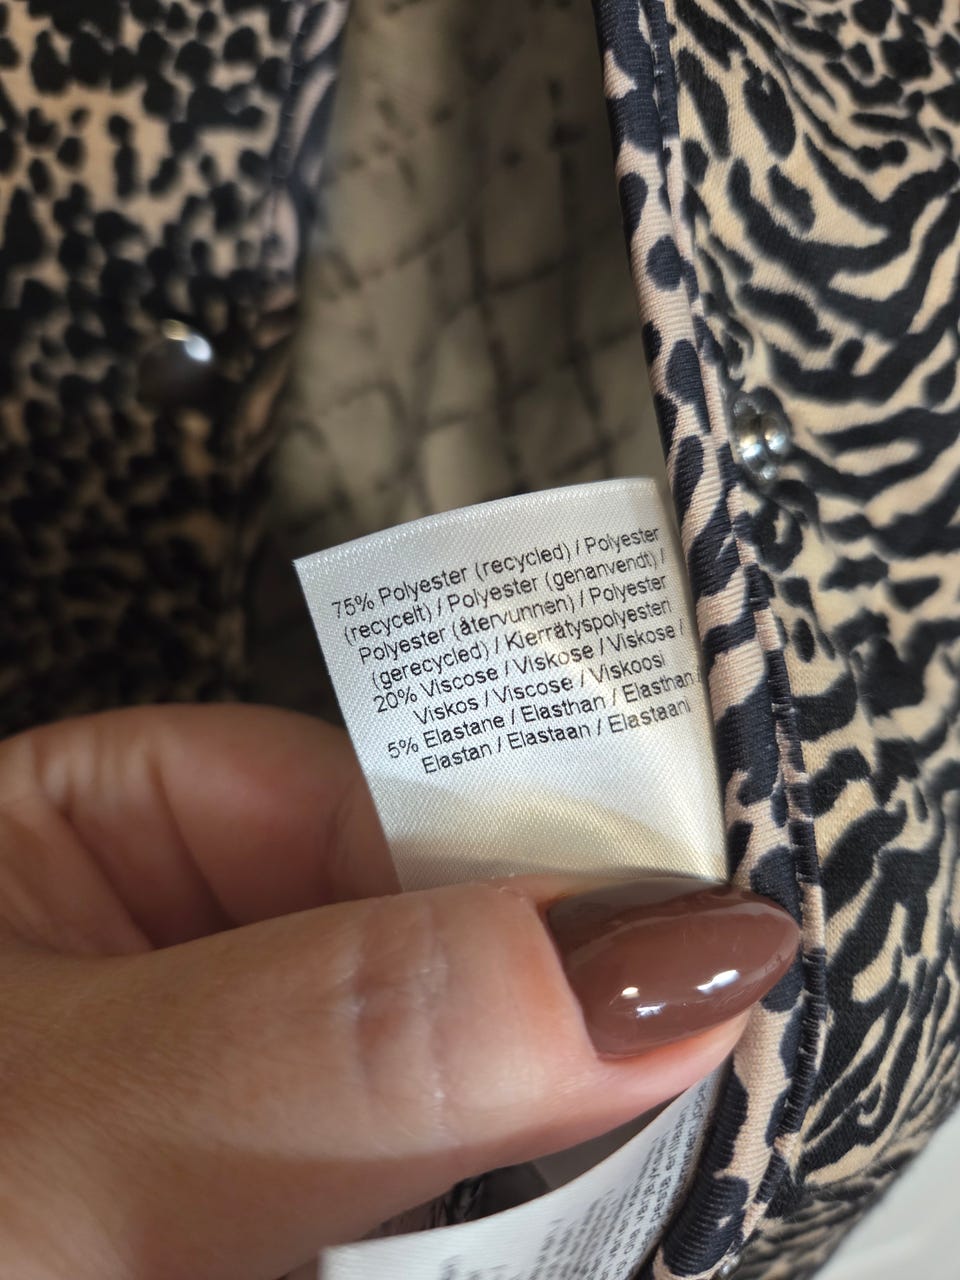 75% Polyester (recycled) / Polyester
(recycelt) / Polyester (genanvendt) /
Polyester (återvunnen) / Polyester
(gerecycled) / Kierrätyspolyesteri
20% Viscose / Viskose / Viskose /
Viskos / Viscose / Viskoosi
5% Elastane / Elasthan / Elasthan
Elastan / Elastaan / Elastaani